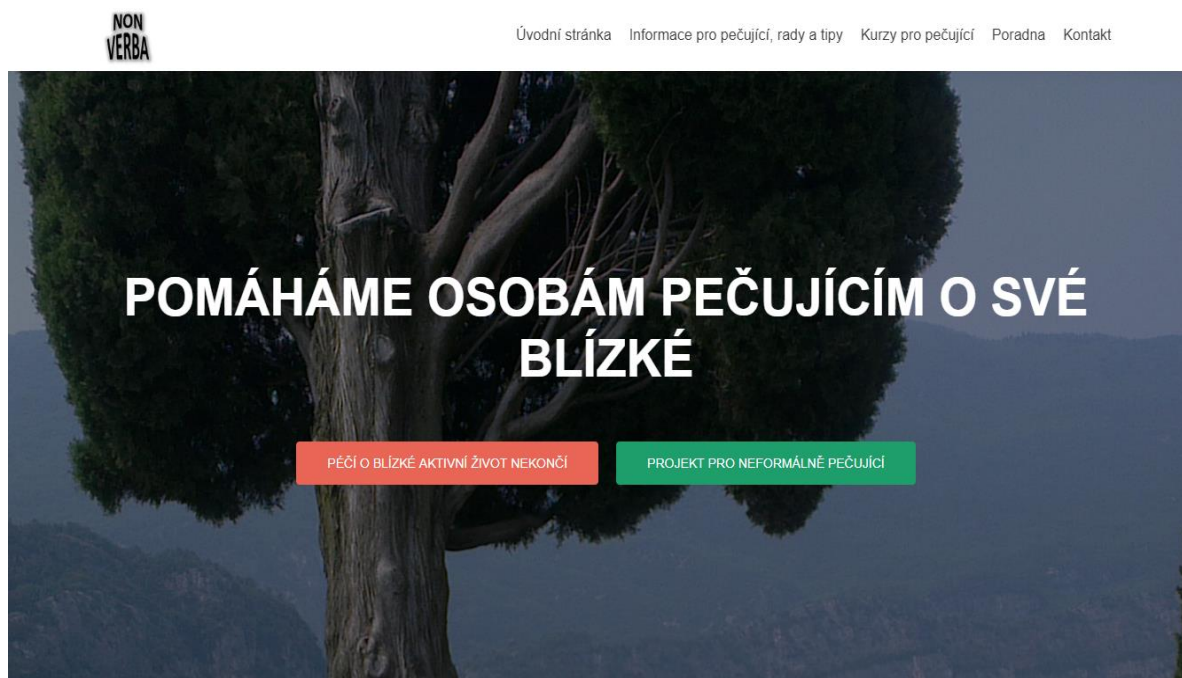 NON
VERBA
Úvodní stránka Informace pro pečující, rady a tipy Kurzy pro pečující Poradna Kontakt
POMÁHÁME OSOBÁM PEČUJÍCÍM O SVÉ
BLÍZKÉ
PÉČÍ O BLÍZKÉ AKTIVNÍ ŽIVOT NEKONČÍ PROJEKT PRO NEFORMÁLNĚ PEČUJÍCÍ